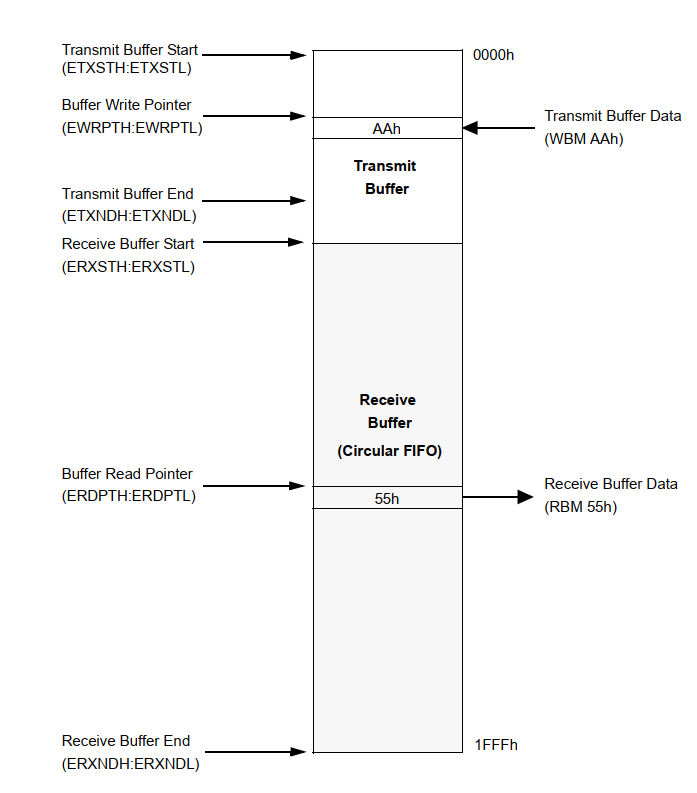 Transmit Buffer Start
(ETXSTH:ETXSTL)
0000h
Buffer Write Pointer
(EWRPTH:EWRPTL)
AAh
Transmit Buffer Data
(WBM AAh)
Transmit
Buffer
Transmit Buffer End
(ETXNDH:ETXNDL)
Receive Buffer Start
(ERXSTH:ERXSTL)
Receive
Buffer
(Circular FIFO)
Buffer Read Pointer
(ERDPTH:ERDPTL)
55h
Receive Buffer Data
(RBM 55h)
Receive Buffer End
(ERXNDH:ERXNDL)
1FFFh